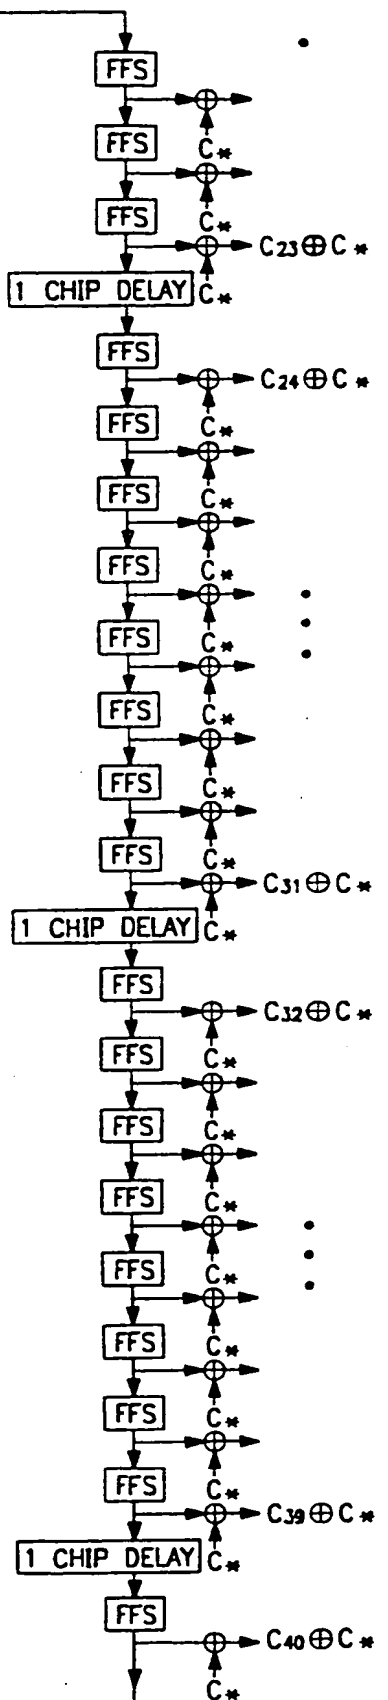 FFS
FFS
C*
FFS
C*
C23⊕C*
1 CHIP DELAY C*
FFS
C24⊕C*
FFS
C*
FFS
C*
FFS
C*
FFS
C*
FFS
C*
FFS
C*
FFS
C*
C31⊕C*
1 CHIP DELAY C*
FFS
C32⊕C*
FFS
C*
FFS
C*
FFS
C*
FFS
C*
FFS
C*
FFS
C*
FFS
C*
C39⊕C*
1 CHIP DELAY C*
FFS
C40⊕C*
C*